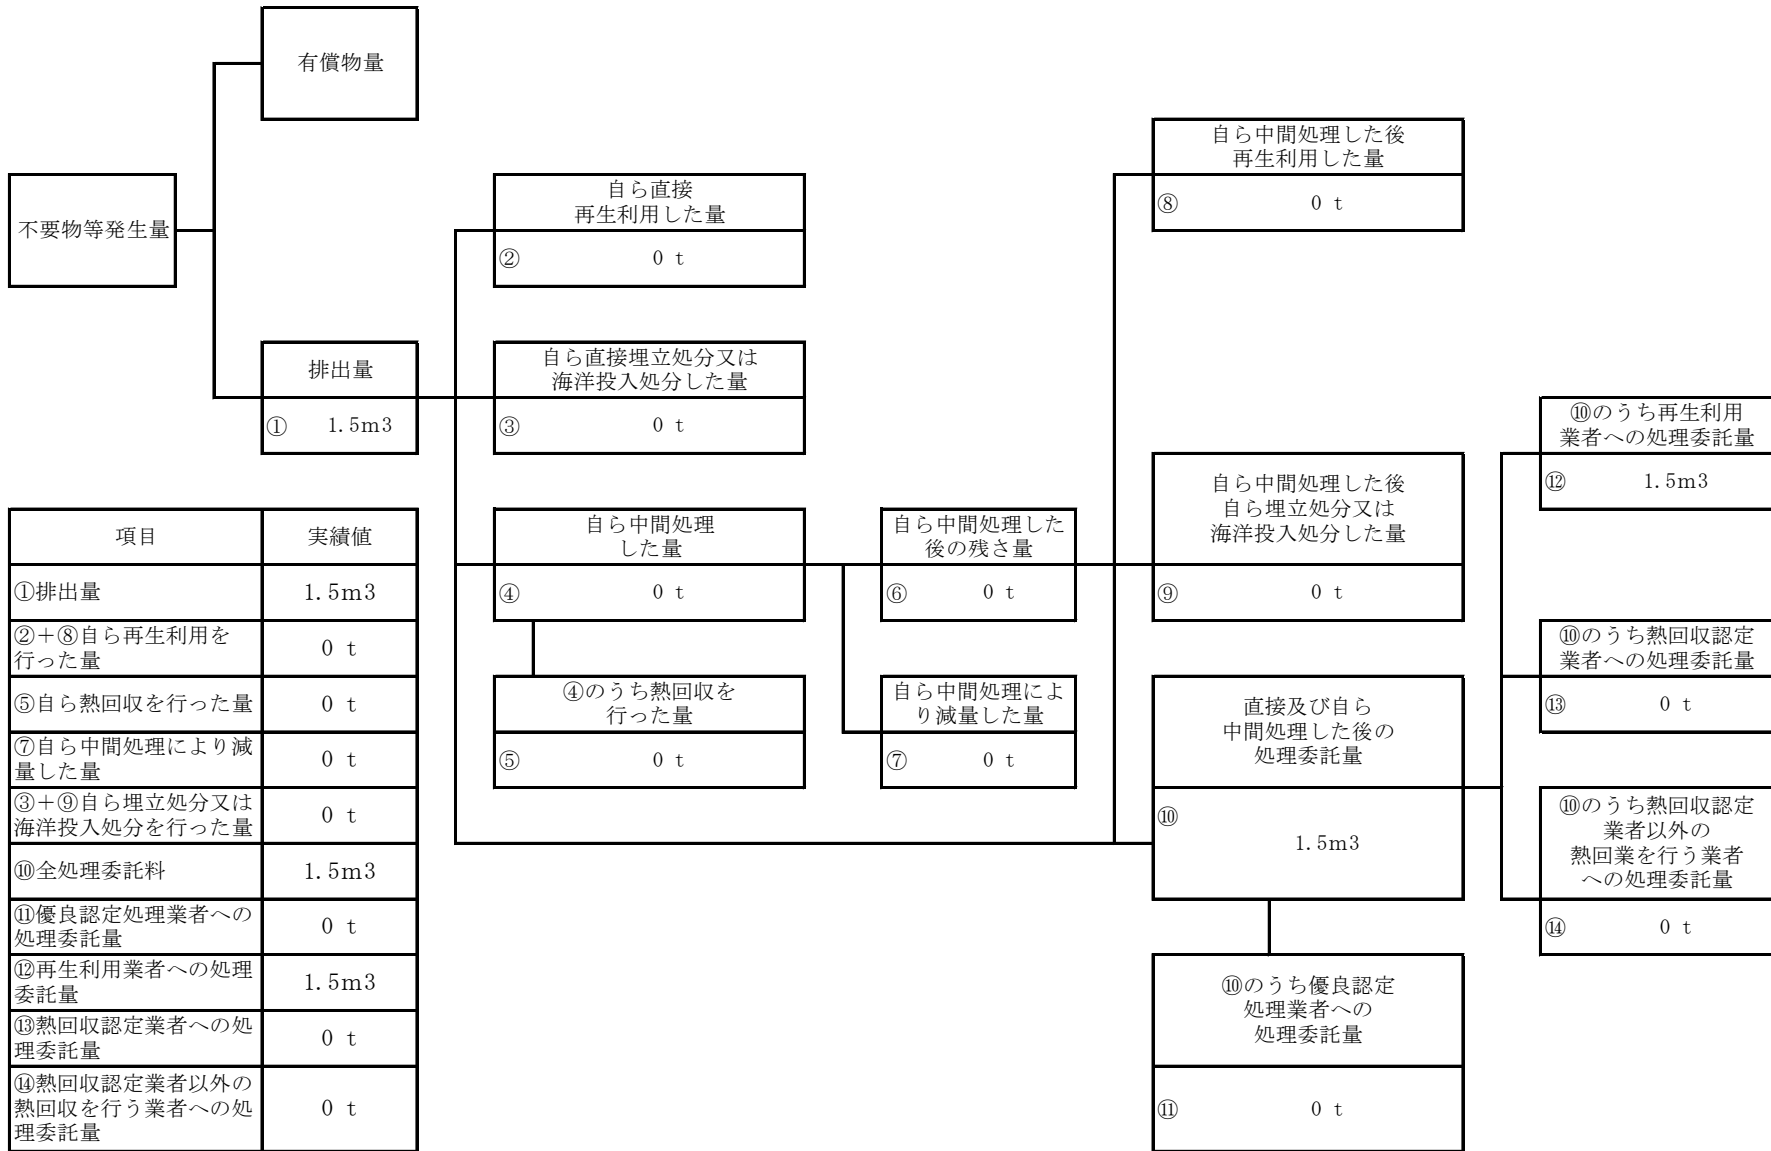 有償物量
不要物等発生量
排出量
① 1.5m3
自ら直接
再生利用した量
② 0 t
自ら直接埋立処分又は
海洋投入処分した量
③ 0 t
自ら中間処理
した量
④ 0 t
④のうち熱回収を
行った量
⑤ 0 t
自ら中間処理した
後の残さ量
⑥ 0 t
自ら中間処理によ
り減量した量
⑦ 0 t
自ら中間処理した後
再生利用した量
⑧ 0 t
自ら中間処理した後
自ら埋立処分又は
海洋投入処分した量
⑨ 0 t
直接及び自ら
中間処理した後の
処理委託量
⑩
1.5m3
⑩のうち優良認定
処理業者への
処理委託量
⑪ 0 t
⑩のうち再生利用
業者への処理委託量
⑫ 1.5m3
⑩のうち熱回収認定
業者への処理委託量
⑬ 0 t
⑩のうち熱回収認定
業者以外の
熱回業を行う業者
への処理委託量
⑭ 0 t
項目 実績値
①排出量 1.5m3
②＋⑧自ら再生利用を
行った量 0 t
⑤自ら熱回収を行った量 0 t
⑦自ら中間処理により減
量した量 0 t
③＋⑨自ら埋立処分又は
海洋投入処分を行った量 0 t
⑩全処理委託料 1.5m3
⑪優良認定処理業者への
処理委託量 0 t
⑫再生利用業者への処理
委託量 1.5m3
⑬熱回収認定業者への処
理委託量 0 t
⑭熱回収認定業者以外の
熱回収を行う業者への処
理委託量 0 t